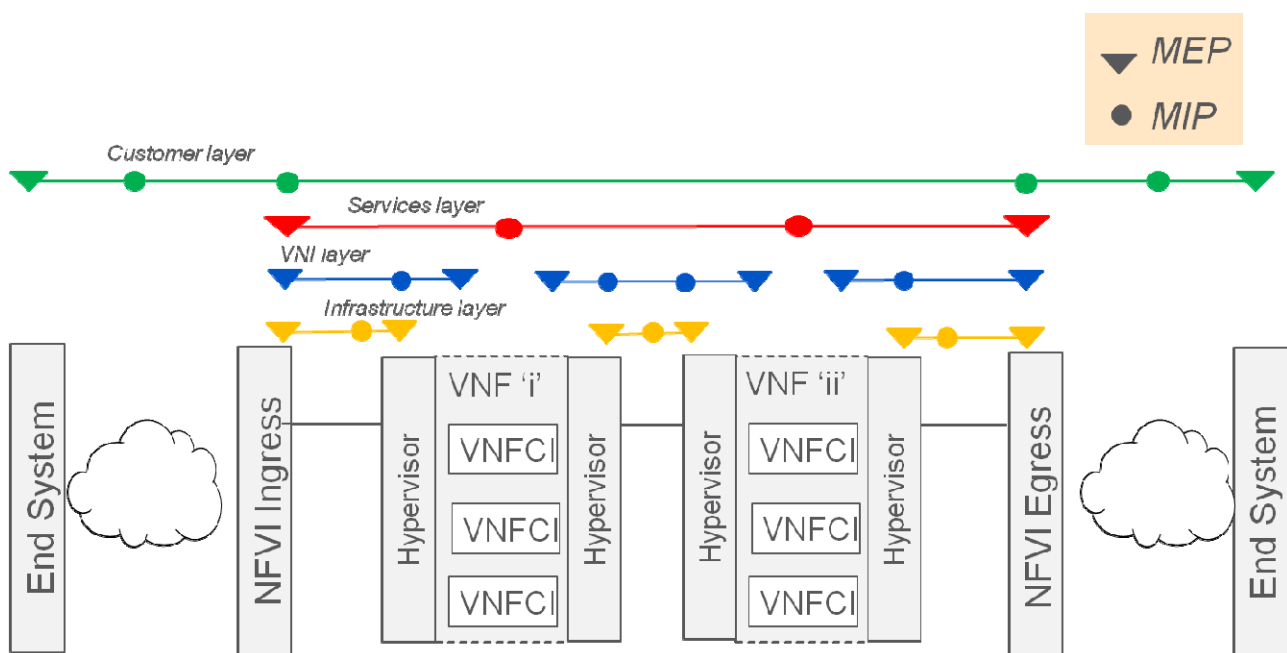 MEP
MIP
Customer layer
Services layer
VNI layer
Infrastructure layer
End System
NFVI Ingress
Hypervisor
VNF ‘i’
VNFCI
VNFCI
VNFCI
Hypervisor
Hypervisor
VNF ‘ii’
VNFCI
VNFCI
VNFCI
Hypervisor
NFVI Egress
End System